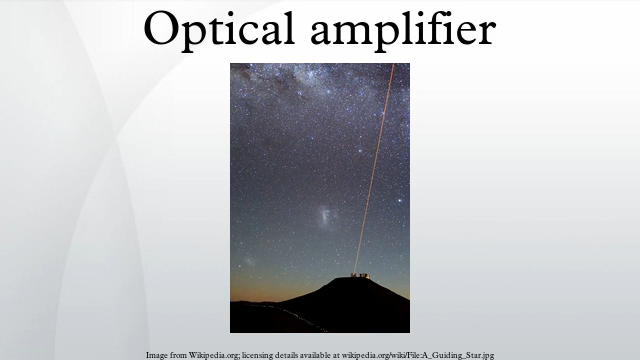 Optical amplifier
Image from Wikipedia.org; licensing details available at wikipedia.org/wiki/File:A_Guiding_Star.jpg